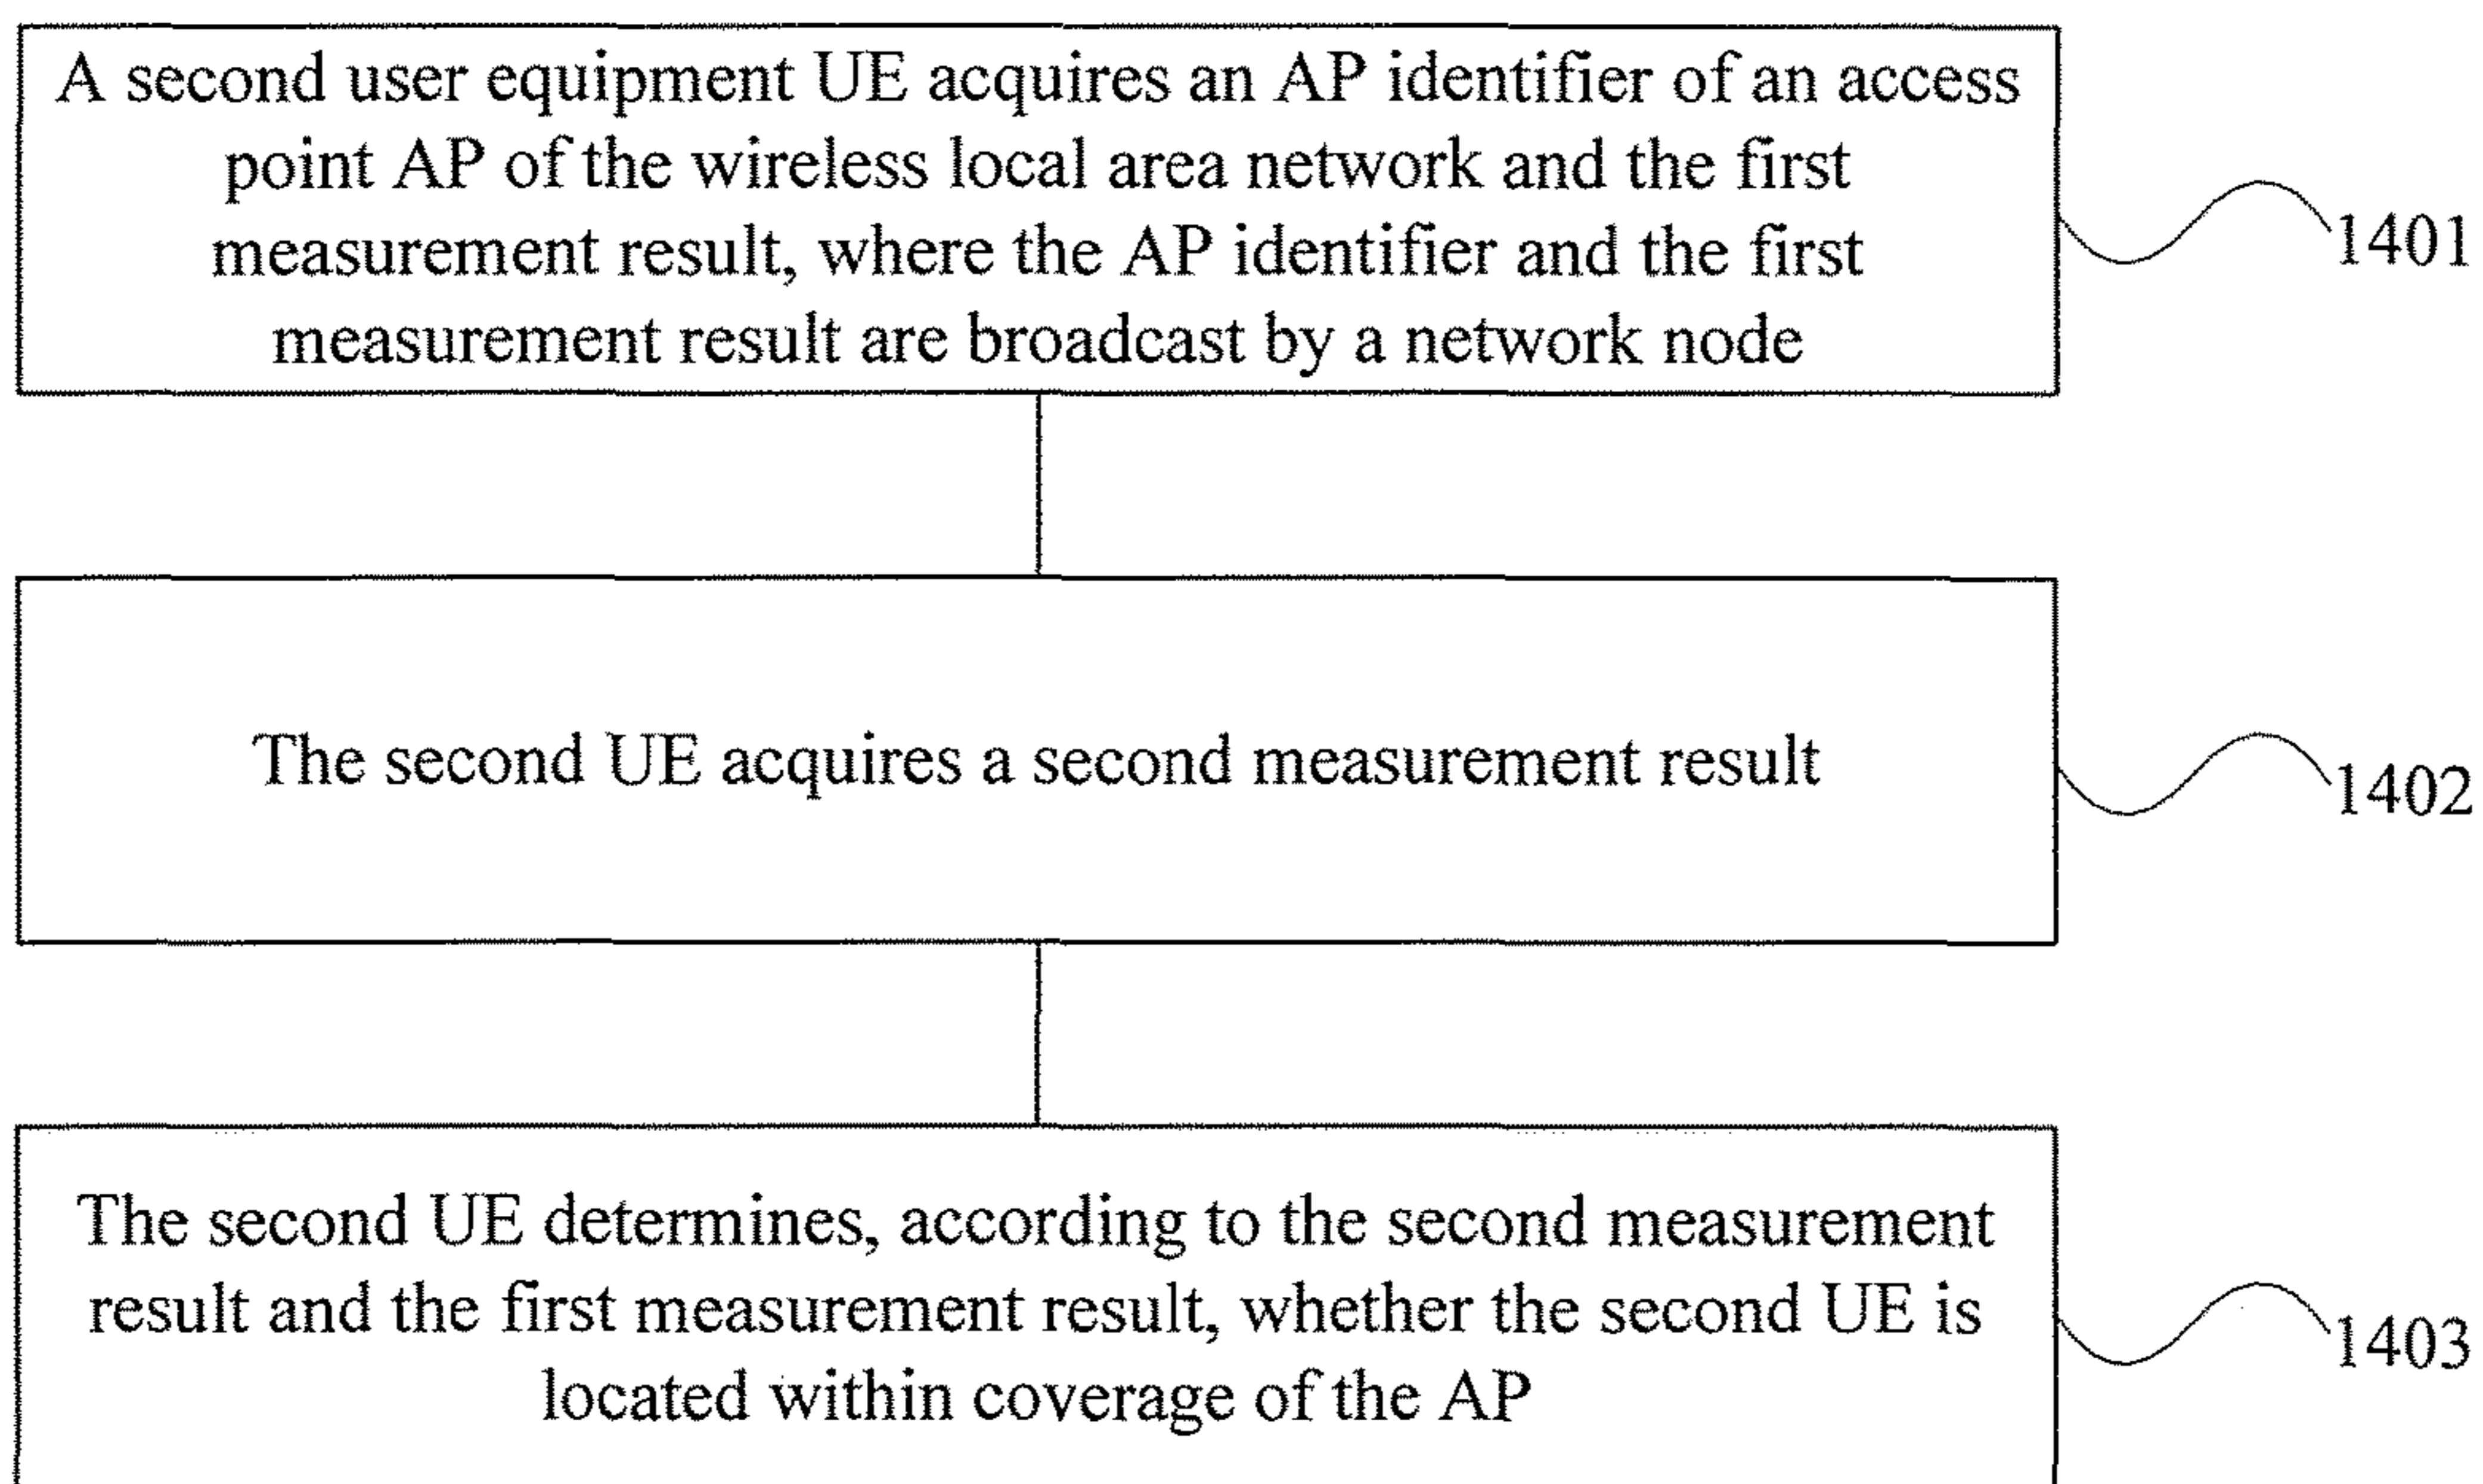 A second user equipment UE acquires an AP identifier of an access
point AP of the wireless local area network and the first
measurement result, where the AP identifier and the first
measurement result are broadcast by a network node
1401
The second UE acquires a second measurement result
1402
The second UE determines, according to the second measurement
result and the first measurement result, whether the second UE is
located within coverage of the AP
1403